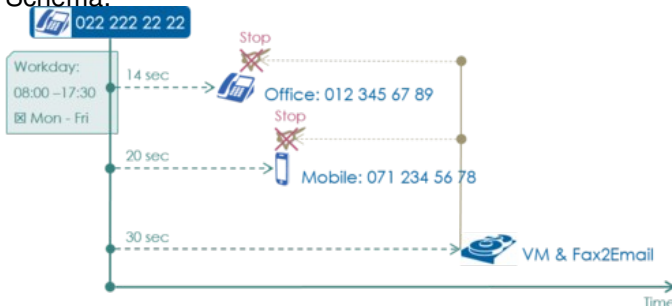 Schema:
022 222 22 22
Stop
Workday:
08:00 –17:30
☒ Mon - Fri
14 sec
Office: 012 345 67 89
Stop
20 sec
Mobile: 071 234 56 78
30 sec
VM & Fax2Email
Time